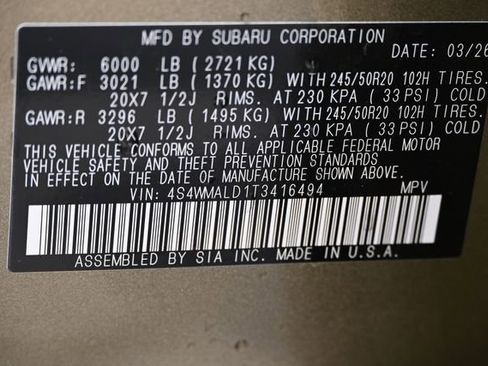 MFD BY SUBARU CORPORATION
DATE: 03/26
GVWR: 6000 LB (2721 KG)
GAWR:F 3021 LB (1370 KG) WITH 245/50R20 102H TIRES.
20X7 1/2J RIMS. AT 230 KPA (33 PSI) COLD
GAWR:R 3296 LB (1495 KG) WITH 245/50R20 102H TIRES.
20X7 1/2J RIMS. AT 230 KPA (33 PSI) COLD
THIS VEHICLE CONFORMS TO ALL APPLICABLE FEDERAL MOTOR
VEHICLE SAFETY AND THEFT PREVENTION STANDARDS
IN EFFECT ON THE DATE OF MANUFACTURE SHOWN ABOVE.
VIN: 4S4WMALD1T3416494 MPV
ASSEMBLED BY SIA INC. MADE IN U.S.A.